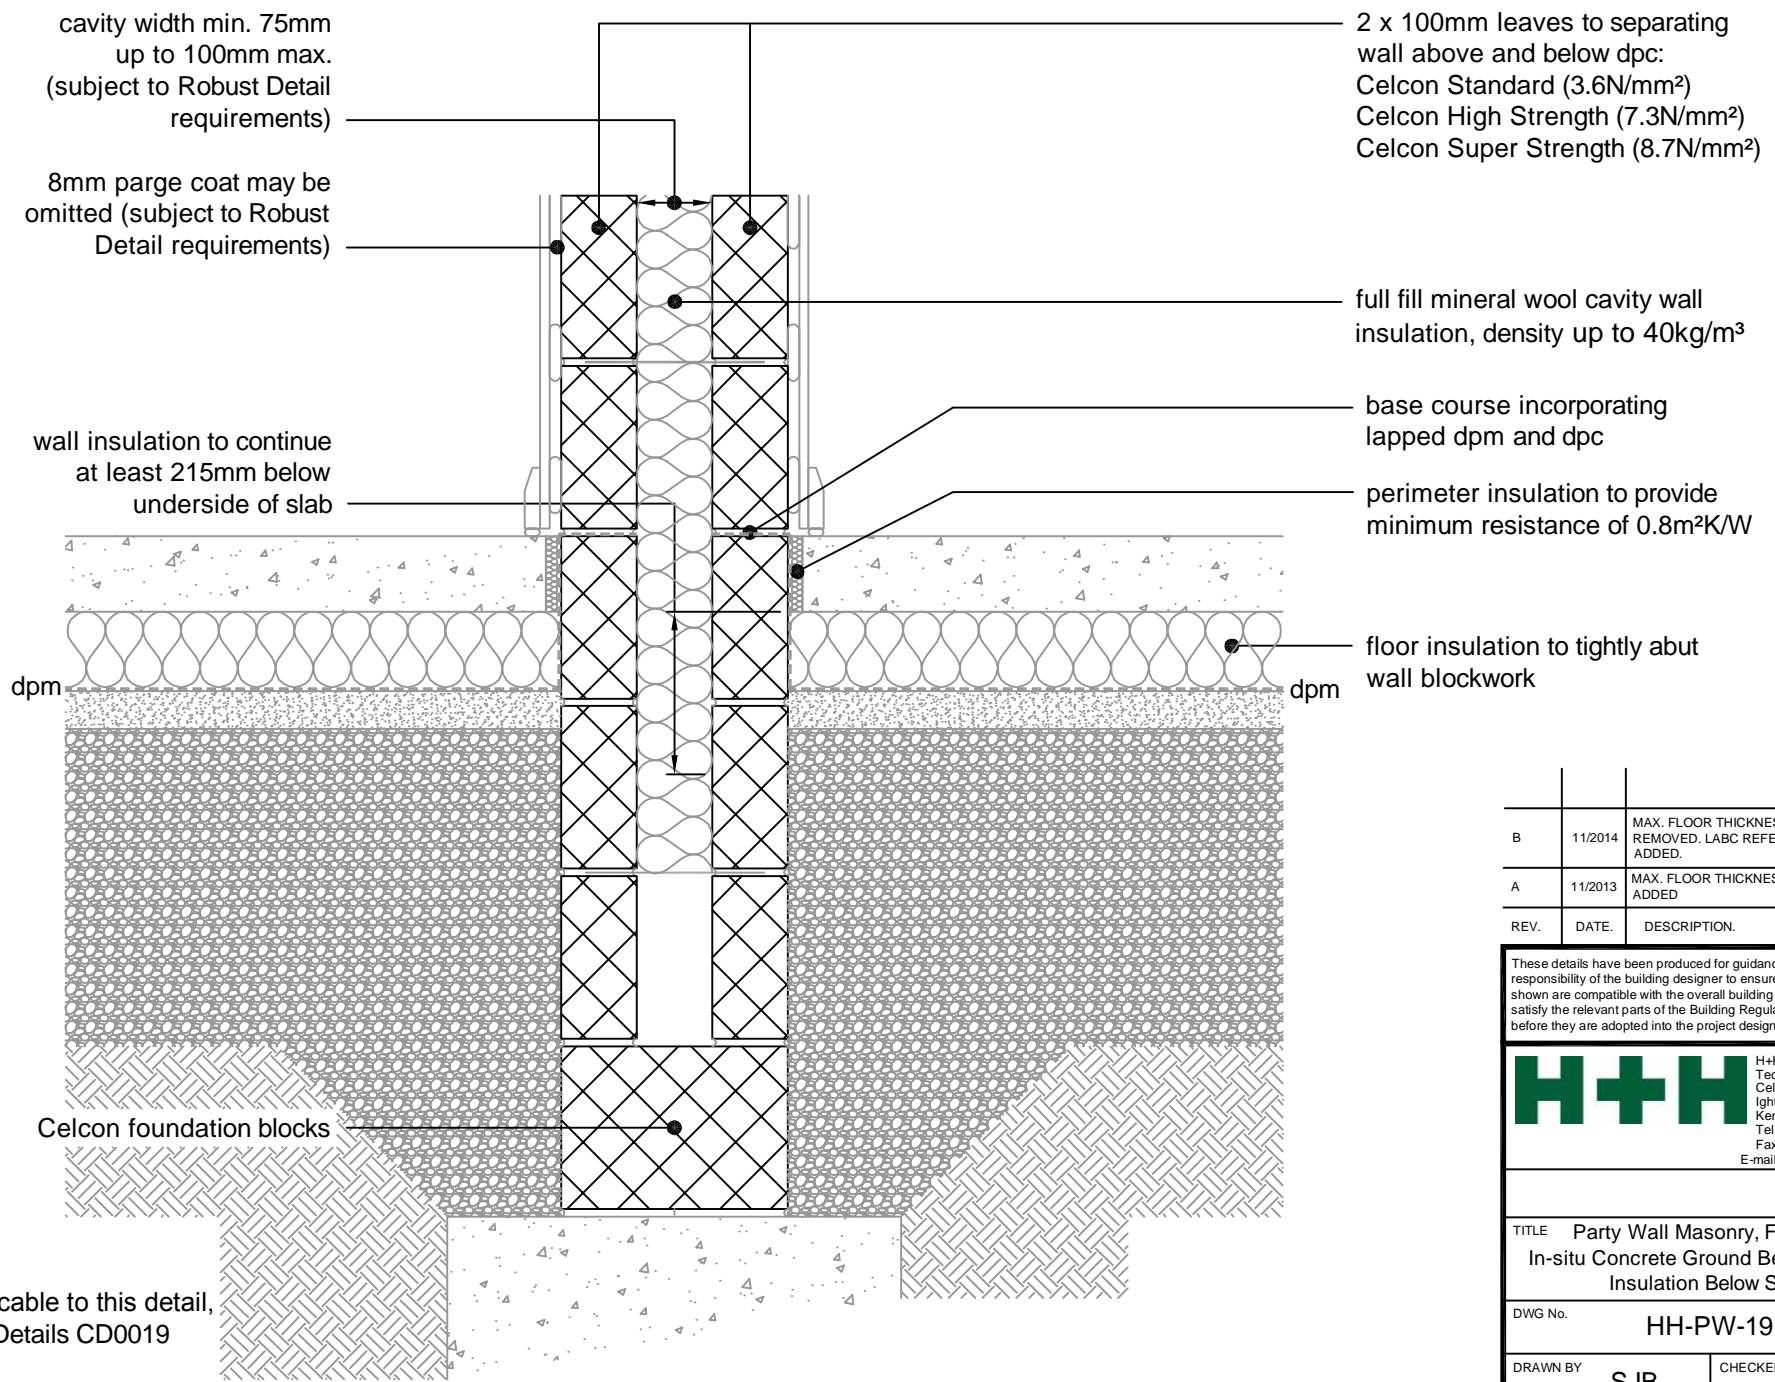 cavity width min. 75mm
up to 100mm max.
(subject to Robust Detail
requirements)
8mm parge coat may be
omitted (subject to Robust
Detail requirements)
wall insulation to continue
at least 215mm below
underside of slab
dpm
Celcon foundation blocks
cable to this detail,
Details CD0019
2 x 100mm leaves to separating
wall above and below dpc:
Celcon Standard (3.6N/mm²)
Celcon High Strength (7.3N/mm²)
Celcon Super Strength (8.7N/mm²)
full fill mineral wool cavity wall
insulation, density up to 40kg/m³
base course incorporating
lapped dpm and dpc
perimeter insulation to provide
minimum resistance of 0.8m²K/W
floor insulation to tightly abut
wall blockwork
dpm
B 11/2014 MAX. FLOOR THICKNES
REMOVED. LABC REFE
ADDED.
A 11/2013 MAX. FLOOR THICKNES
ADDED
REV. DATE. DESCRIPTION.
These details have been produced for guidanc
responsibility of the building designer to ensure
shown are compatible with the overall building
satisfy the relevant parts of the Building Regula
before they are adopted into the project design
H+H
H+H
Tec
Cel
Igh
Ker
Tel
Fax
E-mail
TITLE Party Wall Masonry, F
In-situ Concrete Ground Be
Insulation Below S
DWG No. HH-PW-19
DRAWN BY SJB CHECKE